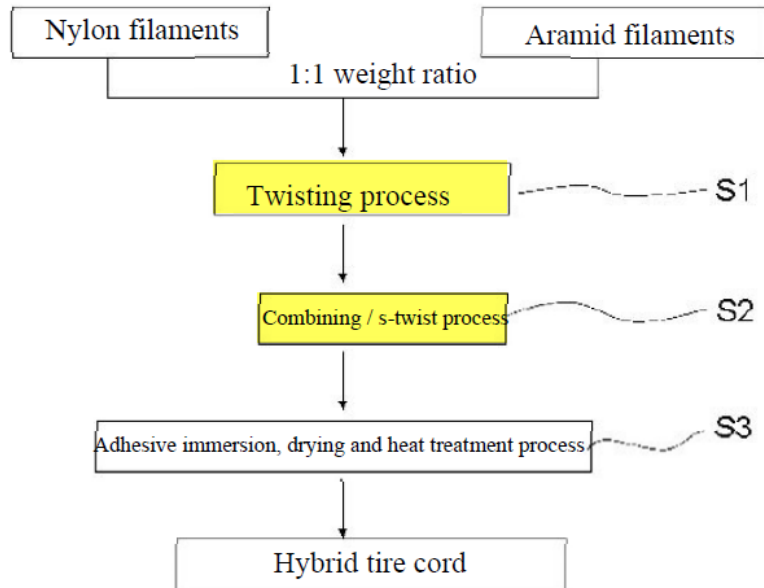 Nylon filaments
Aramid filaments
1:1 weight ratio
Twisting process
S1
Combining / s-twist process
S2
Adhesive immersion, drying and heat treatment process
S3
Hybrid tire cord